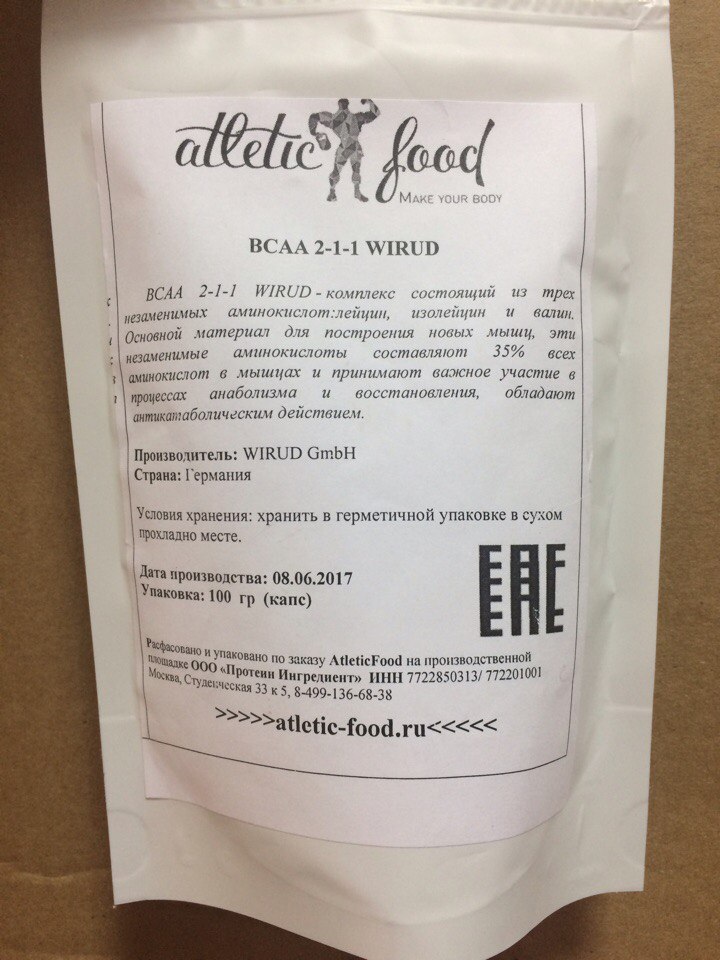 atletic food
MAKE YOUR BODY
BCAA 2-1-1 WIRUD
BCAA 2-1-1 WIRUD - комплекс состоящий из трех
незаменимых аминокислот:лейцин, изолейцин и валин.
Основной материал для построения новых мышц, эти
незаменимые аминокислоты составляют 35% всех
аминокислот в мышцах и принимают важное участие в
процессах анаболизма и восстановления, обладают
антикатаболическим действием.
Производитель: WIRUD GmbH
Страна: Германия
Условия хранения: хранить в герметичной упаковке в сухом
прохладно месте.
Дата производства: 08.06.2017
Упаковка: 100 гр (капс)
EAC
Расфасовано и упаковано по заказу AtleticFood на производственной
площадке ООО «Протеин Ингредиент» ИНН 7722850313/ 772201001
Москва, Студенческая 33 к 5, 8-499-136-68-38
>>>>>atletic-food.ru<<<<<